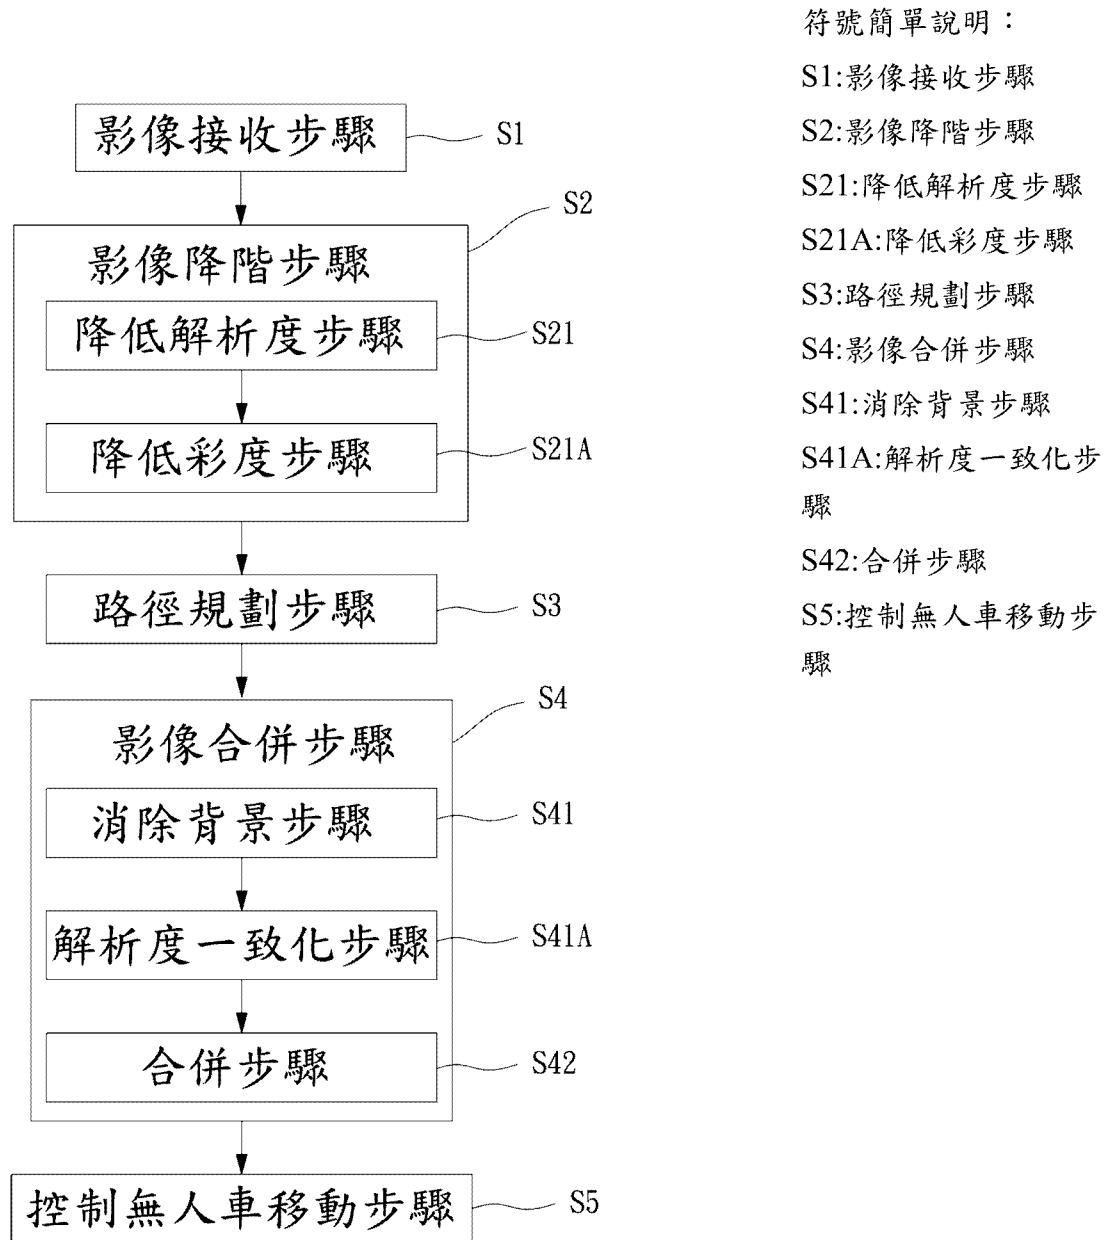 影像接收步驟 S1
S2
影像降階步驟
降低解析度步驟 S21
降低彩度步驟 S21A
路徑規劃步驟 S3
S4
影像合併步驟
消除背景步驟 S41
解析度一致化步驟 S41A
合併步驟 S42
控制無人車移動步驟 S5
符號簡單說明：
S1:影像接收步驟
S2:影像降階步驟
S21:降低解析度步驟
S21A:降低彩度步驟
S3:路徑規劃步驟
S4:影像合併步驟
S41:消除背景步驟
S41A:解析度一致化步
驟
S42:合併步驟
S5:控制無人車移動步
驟